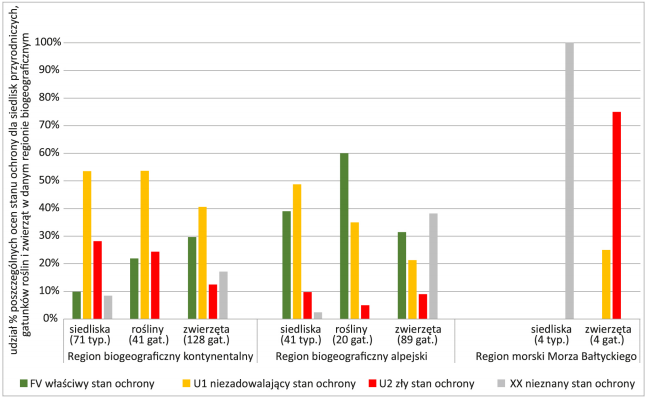 udział % poszczególnych ocen stanu ochrony dla siedlisk przyrodniczych,
gatunków roślin i zwierząt w danym regionie biogeograficznym
100%
90%
80%
70%
60%
50%
40%
30%
20%
10%
0%
siedliska rośliny zwierzęta siedliska rośliny zwierzęta siedliska zwierzęta
(71 typ.) (41 gat.) (128 gat.) (41 typ.) (20 gat.) (89 gat.) (4 typ.) (4 gat.)
Region biogeograficzny kontynentalny Region biogeograficzny alpejski Region morski Morza Bałtyckiego
FV właściwy stan ochrony U1 niezadowalający stan ochrony U2 zły stan ochrony XX nieznany stan ochrony